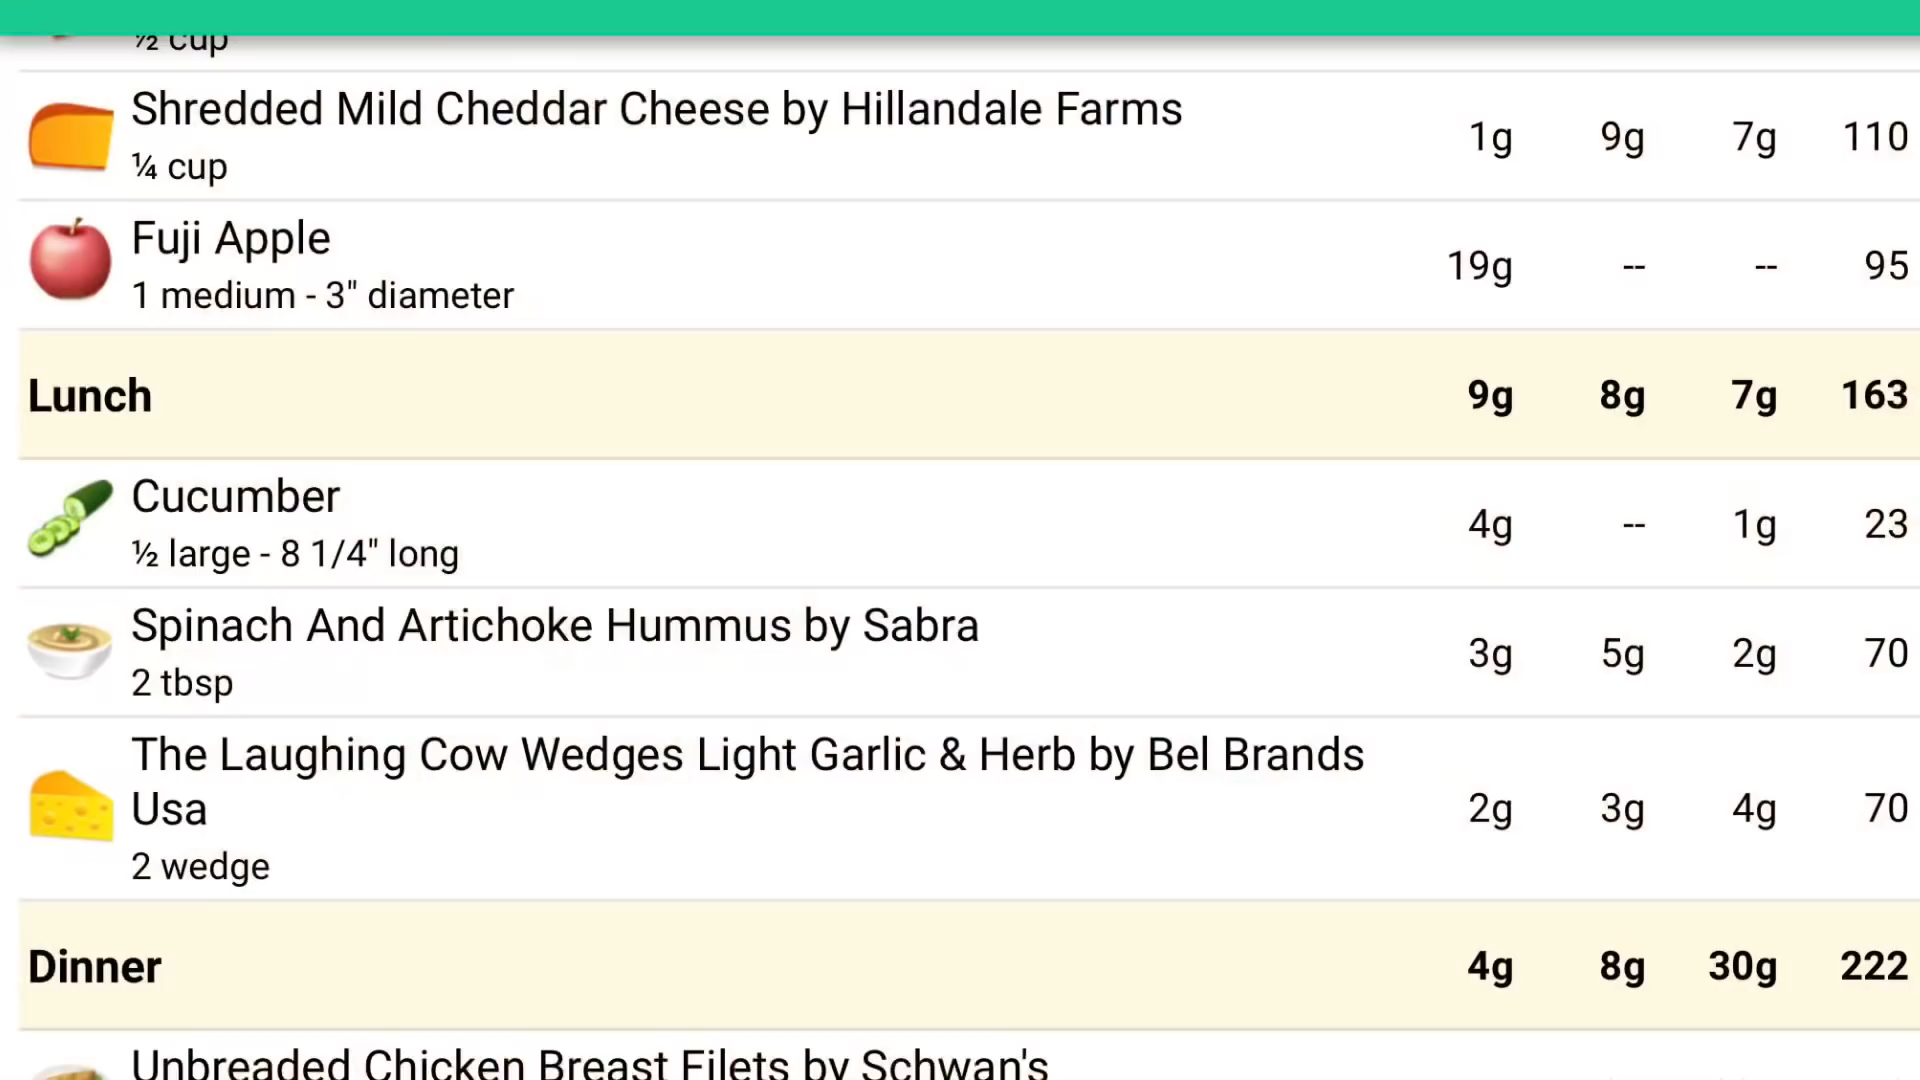 ½ cup
Shredded Mild Cheddar Cheese by Hillandale Farms
¼ cup
1g 9g 7g 110
Fuji Apple
1 medium - 3" diameter
19g -- -- 95
Lunch 9g 8g 7g 163
Cucumber
½ large - 8 1/4" long
4g -- 1g 23
Spinach And Artichoke Hummus by Sabra
2 tbsp
3g 5g 2g 70
The Laughing Cow Wedges Light Garlic & Herb by Bel Brands
Usa
2 wedge
2g 3g 4g 70
Dinner 4g 8g 30g 222
Unbreaded Chicken Breast Filets by Schwan's